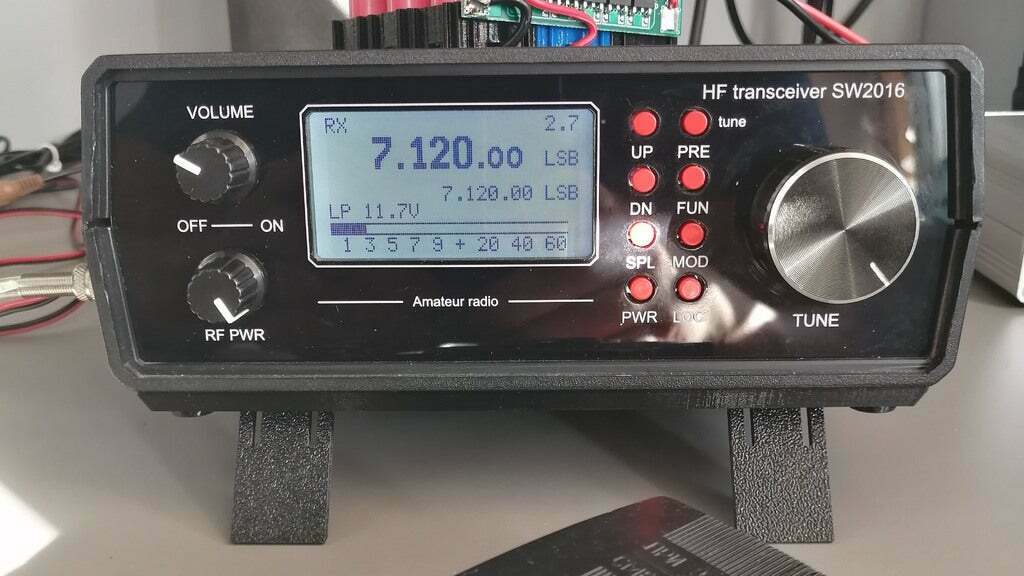 HF transceiver SW2016
VOLUME
OFF ON
RF PWR
RX 2.7
7.120.00 LSB
7.120.00 LSB
LP 11.7V
1 3 5 7 9 + 20 40 60
Amateur radio
tune
UP PRE
DN FUN
SPL MOD
PWR LOC
TUNE